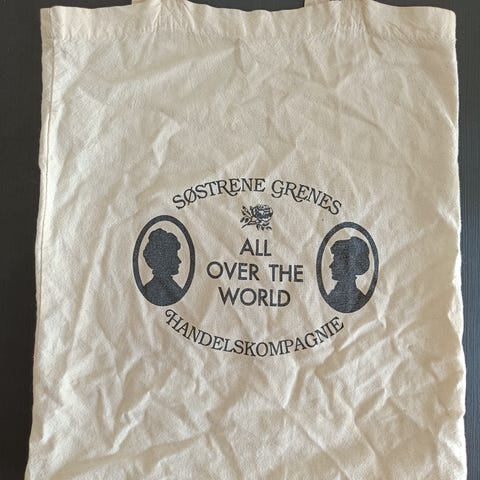 SØSTRENE GRENES
ALL
OVER THE
WORLD
HANDELSKOMPAGNIE